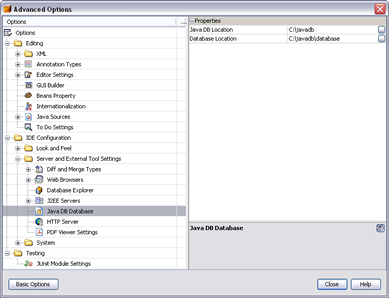 Advanced Options
Options
Properties
Options
Java DB Location C:\javadb
Editing
Database Location C:\javadb\database
XML
Annotation Types
Editor Settings
GUI Builder
Beans Property
Internationalization
Java Sources
To Do Settings
IDE Configuration
Look and Feel
Server and External Tool Settings
Diff and Merge Types
Web Browsers
Database Explorer
J2EE Servers
Java DB Database
HTTP Server
PDF Viewer Settings
System
Testing
JUnit Module Settings
Java DB Database
Basic Options
Close
Help